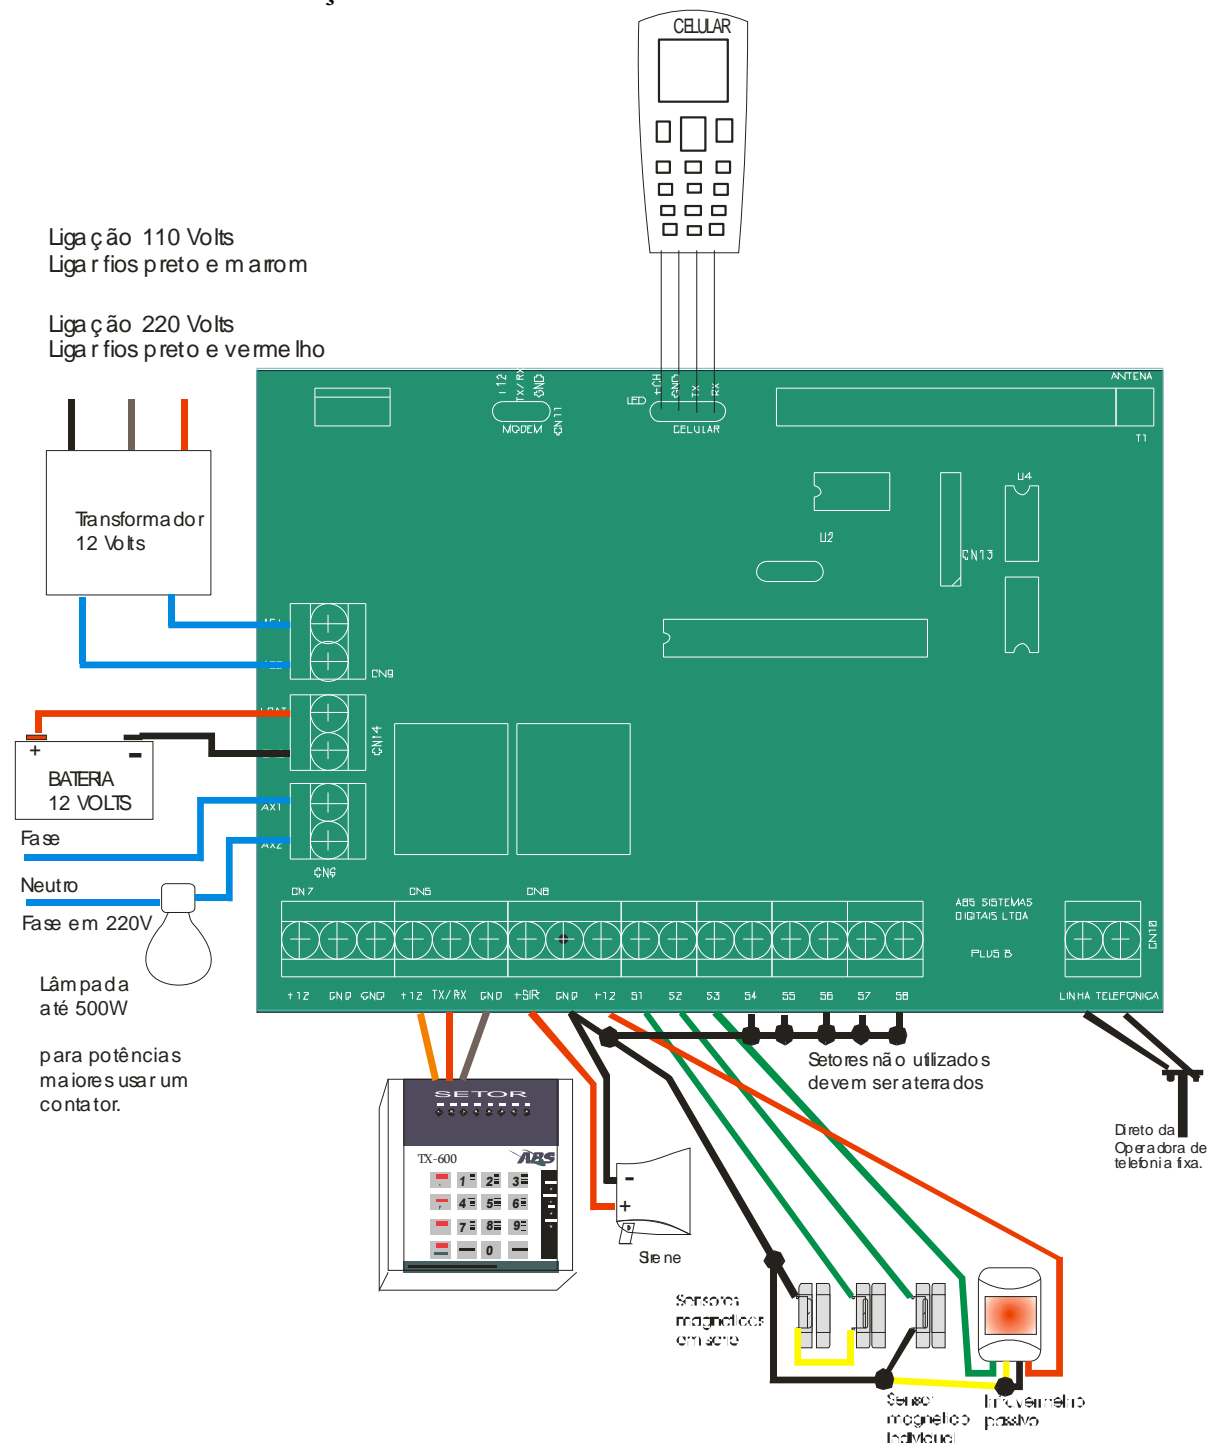 CELULAR
Ligação 110 Volts
Ligar fios preto e marrom
Ligação 220 Volts
Ligar fios preto e vermelho
+12
TX/RX
GND
MODEM
CN11
LED
+CH
GND
TX
RX
CELULAR
ANTENA
T1
Transformador
12 Volts
U2
CN13
U4
CN9
CN14
+
-
BATERIA
12 VOLTS
AX1
AX2
CN6
Fase
Neutro
Fase em 220V
Lâmpada
até 500W
para potências
maiores usar um
contator.
CN7
CN5
CN8
ABS SISTEMAS
DIGITAIS LTDA
PLUS 8
CN10
+12 GND GND +12 TX/RX GND +SIR GND +12 S1 S2 S3 S4 S5 S6 S7 S8
LINHA TELEFONICA
Setores não utilizados
devem ser aterrados
Direto da
Operadora de
telefonia fixa.
SETOR
TX-600
ABS
1 2 3
4 5 6
7 8 9
0
-
+
Sirene
Sensores
magneticos
em serie
Sensor
magnetico
individual
Infravermelho
passivo